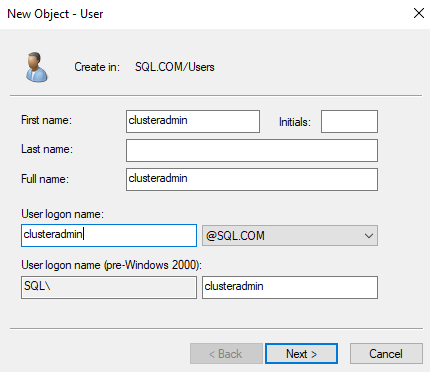 New Object - User
Create in: SQL.COM/Users
First name: clusteradmin Initials:
Last name:
Full name: clusteradmin
User logon name:
clusteradmin @SQL.COM
User logon name (pre-Windows 2000):
SQL\ clusteradmin
< Back Next > Cancel